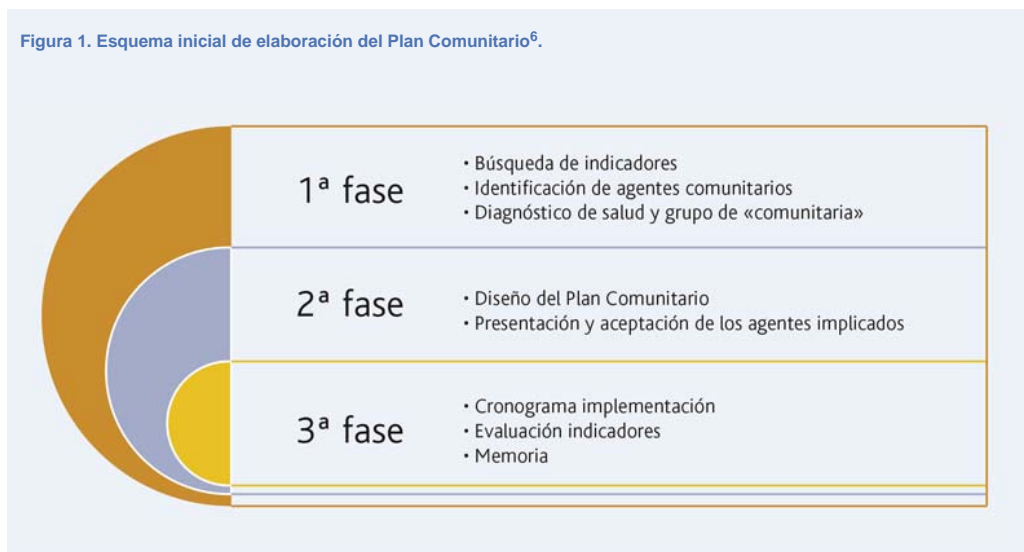 Figura 1. Esquema inicial de elaboración del Plan Comunitario⁶.
1ª fase
• Búsqueda de indicadores
• Identificación de agentes comunitarios
• Diagnóstico de salud y grupo de «comunitaria»
2ª fase
• Diseño del Plan Comunitario
• Presentación y aceptación de los agentes implicados
3ª fase
• Cronograma implementación
• Evaluación indicadores
• Memoria